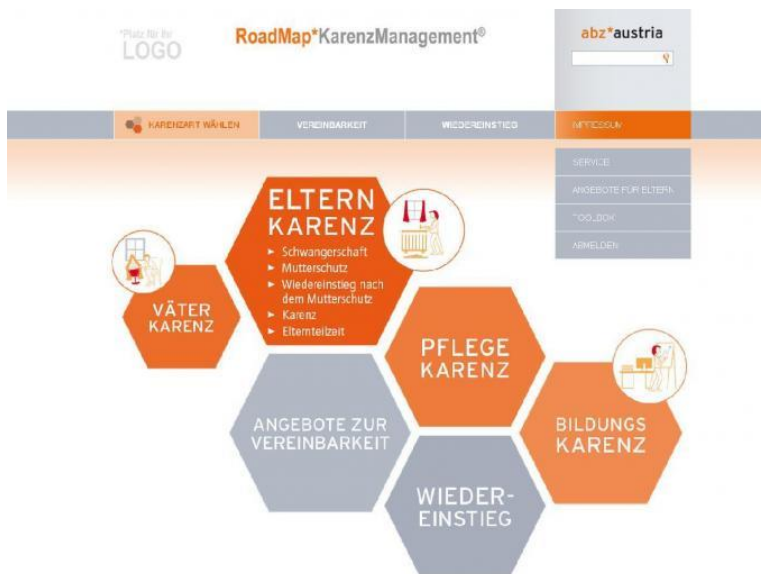 *Platz für Ihr
LOGO
RoadMap*KarenzManagement®
abz*austria
KARENZART WÄHLEN
VEREINBARKEIT
WIEDEREINSTIEG
IMPRESSUM
SERVICE
ANGEBOTE FÜR ELTERN
TOOLBOX
ABMELDEN
ELTERN
KARENZ
► Schwangerschaft
► Mutterschutz
► Wiedereinstieg nach
dem Mutterschutz
► Karenz
► Elternteilzeit
VÄTER
KARENZ
PFLEGE
KARENZ
ANGEBOTE ZUR
VEREINBARKEIT
BILDUNGS
KARENZ
WIEDER-
EINSTIEG